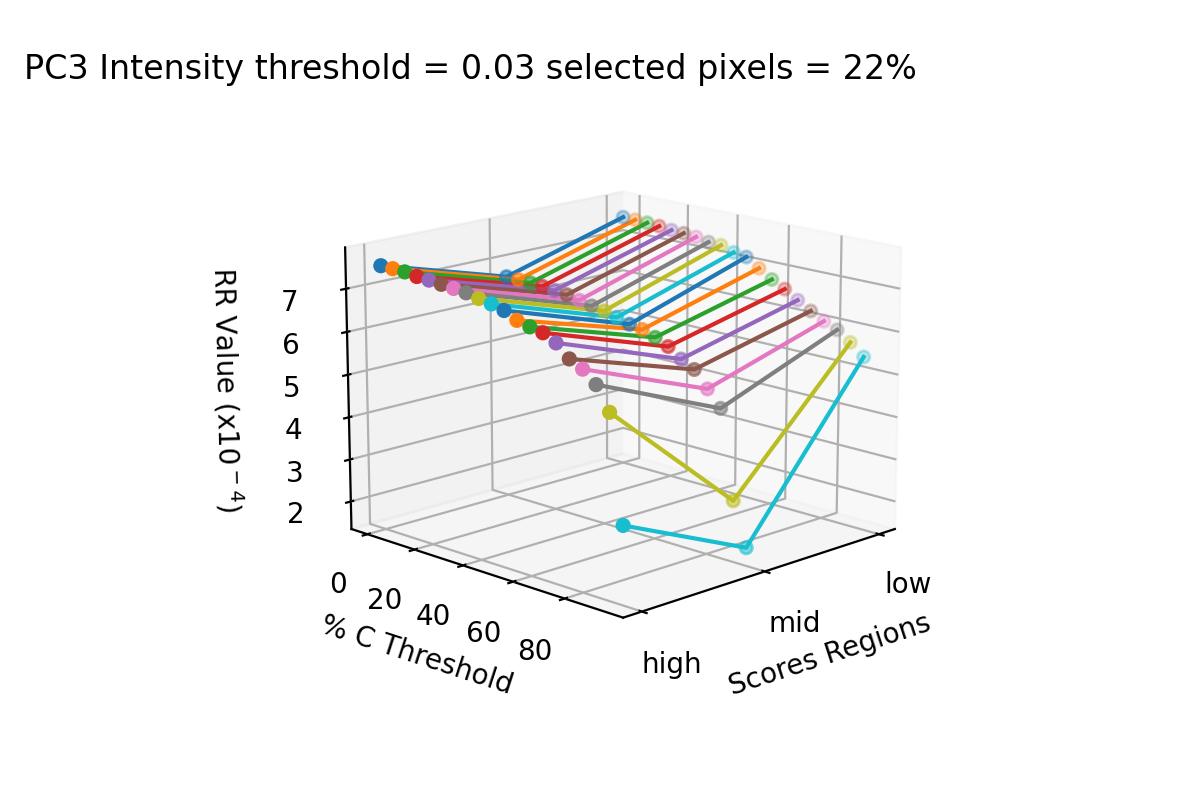 PC3 Intensity threshold = 0.03 selected pixels = 22%
RR Value (x10⁻⁴)
7
6
5
4
3
2
0
20
40
60
80
% C Threshold
low
mid
high
Scores Regions